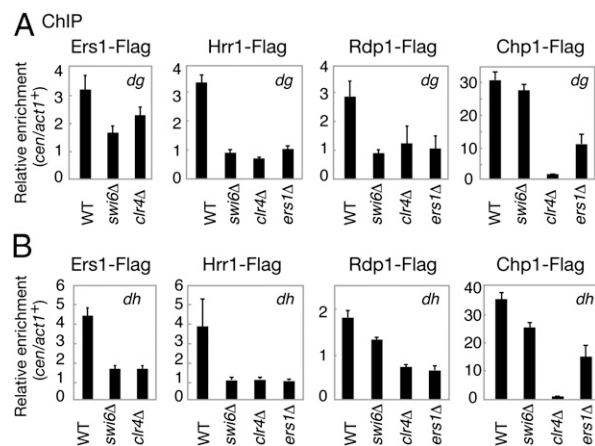 A ChIP
Ers1-Flag Hrr1-Flag Rdp1-Flag Chp1-Flag
Relative enrichment
(cen/act1+)
4
3
2
1
0
dg
WT swi6Δ clr4Δ
4
3
2
1
0
dg
WT swi6Δ clr4Δ ers1Δ
4
3
2
1
0
dg
WT swi6Δ clr4Δ ers1Δ
30
20
10
0
dg
WT swi6Δ clr4Δ ers1Δ
B
Ers1-Flag Hrr1-Flag Rdp1-Flag Chp1-Flag
Relative enrichment
(cen/act1+)
6
5
4
3
2
1
0
dh
WT swi6Δ clr4Δ
6
5
4
3
2
1
0
dh
WT swi6Δ clr4Δ ers1Δ
2
1
0
dh
WT swi6Δ clr4Δ ers1Δ
40
30
20
10
0
dh
WT swi6Δ clr4Δ ers1Δ